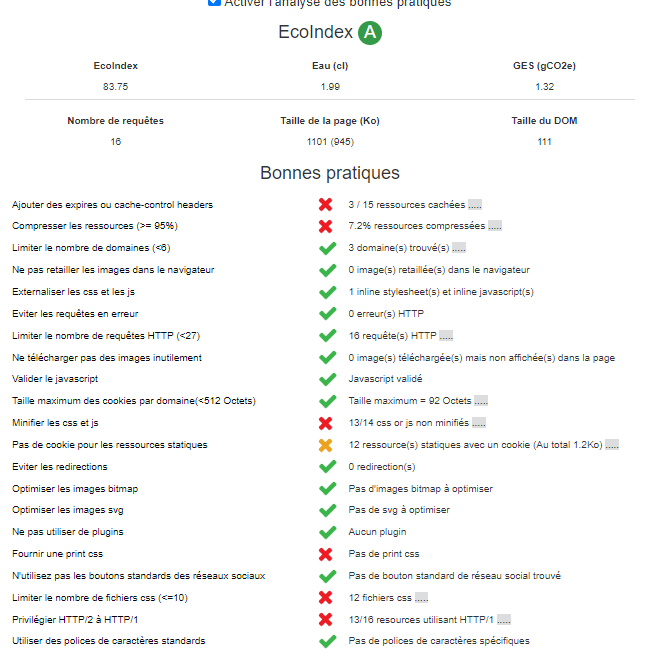 Activer l'analyse des bonnes pratiques
EcoIndex A
EcoIndex Eau (cl) GES (gCO2e)
83.75 1.99 1.32
Nombre de requêtes Taille de la page (Ko) Taille du DOM
16 1101 (945) 111
Bonnes pratiques
Ajouter des expires ou cache-control headers 3 / 15 ressources cachées .....
Compresser les ressources (>= 95%) 7.2% ressources compressées .....
Limiter le nombre de domaines (<6) 3 domaine(s) trouvé(s) .....
Ne pas retailler les images dans le navigateur 0 image(s) retaillée(s) dans le navigateur
Externaliser les css et les js 1 inline stylesheet(s) et inline javascript(s)
Eviter les requêtes en erreur 0 erreur(s) HTTP
Limiter le nombre de requêtes HTTP (<27) 16 requête(s) HTTP .....
Ne télécharger pas des images inutilement 0 image(s) téléchargée(s) mais non affichée(s) dans la page
Valider le javascript Javascript validé
Taille maximum des cookies par domaine(<512 Octets) Taille maximum = 92 Octets .....
Minifier les css et js 13/14 css or js non minifiés .....
Pas de cookie pour les ressources statiques 12 ressource(s) statiques avec un cookie (Au total 1.2Ko) .....
Eviter les redirections 0 redirection(s)
Optimiser les images bitmap Pas d'images bitmap à optimiser
Optimiser les images svg Pas de svg à optimiser
Ne pas utiliser de plugins Aucun plugin
Fournir une print css Pas de print css
N'utilisez pas les boutons standards des réseaux sociaux Pas de bouton standard de réseau social trouvé
Limiter le nombre de fichiers css (<=10) 12 fichiers css .....
Privilégier HTTP/2 à HTTP/1 13/16 resources utilisant HTTP/1 .....
Utiliser des polices de caractères standards Pas de polices de caractères spécifiques